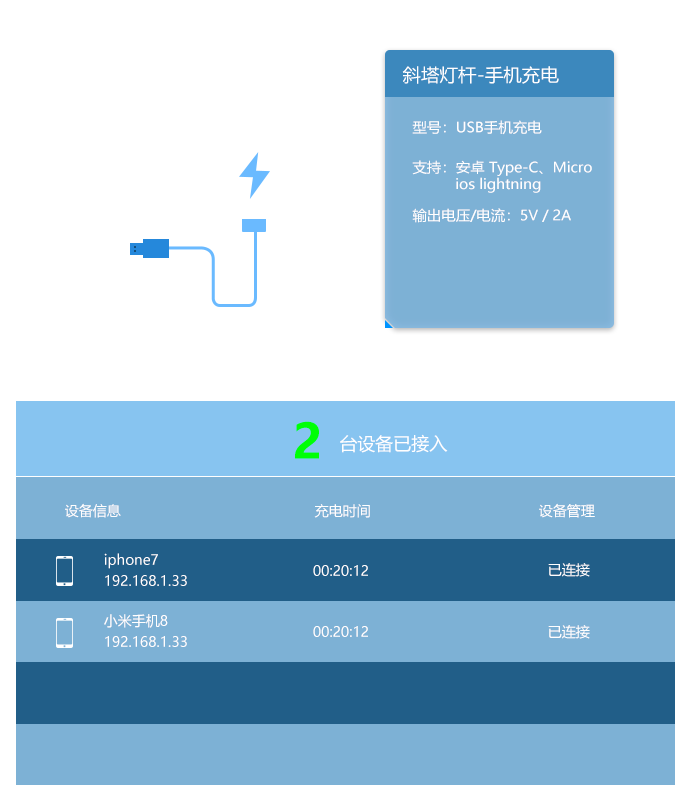 斜塔灯杆-手机充电
型号：USB手机充电
支持：安卓 Type-C、Micro
ios lightning
输出电压/电流：5V / 2A
2 台设备已接入
设备信息 充电时间 设备管理
iphone7
192.168.1.33
00:20:12 已连接
小米手机8
192.168.1.33
00:20:12 已连接